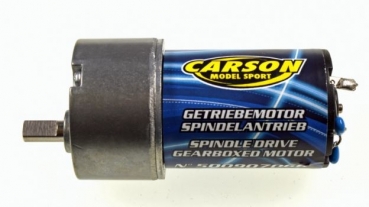 CARSON
MODEL SPORT
GETRIEBEMOTOR
SPINDELANTRIEB
SPINDLE DRIVE
GEARBOXED MOTOR